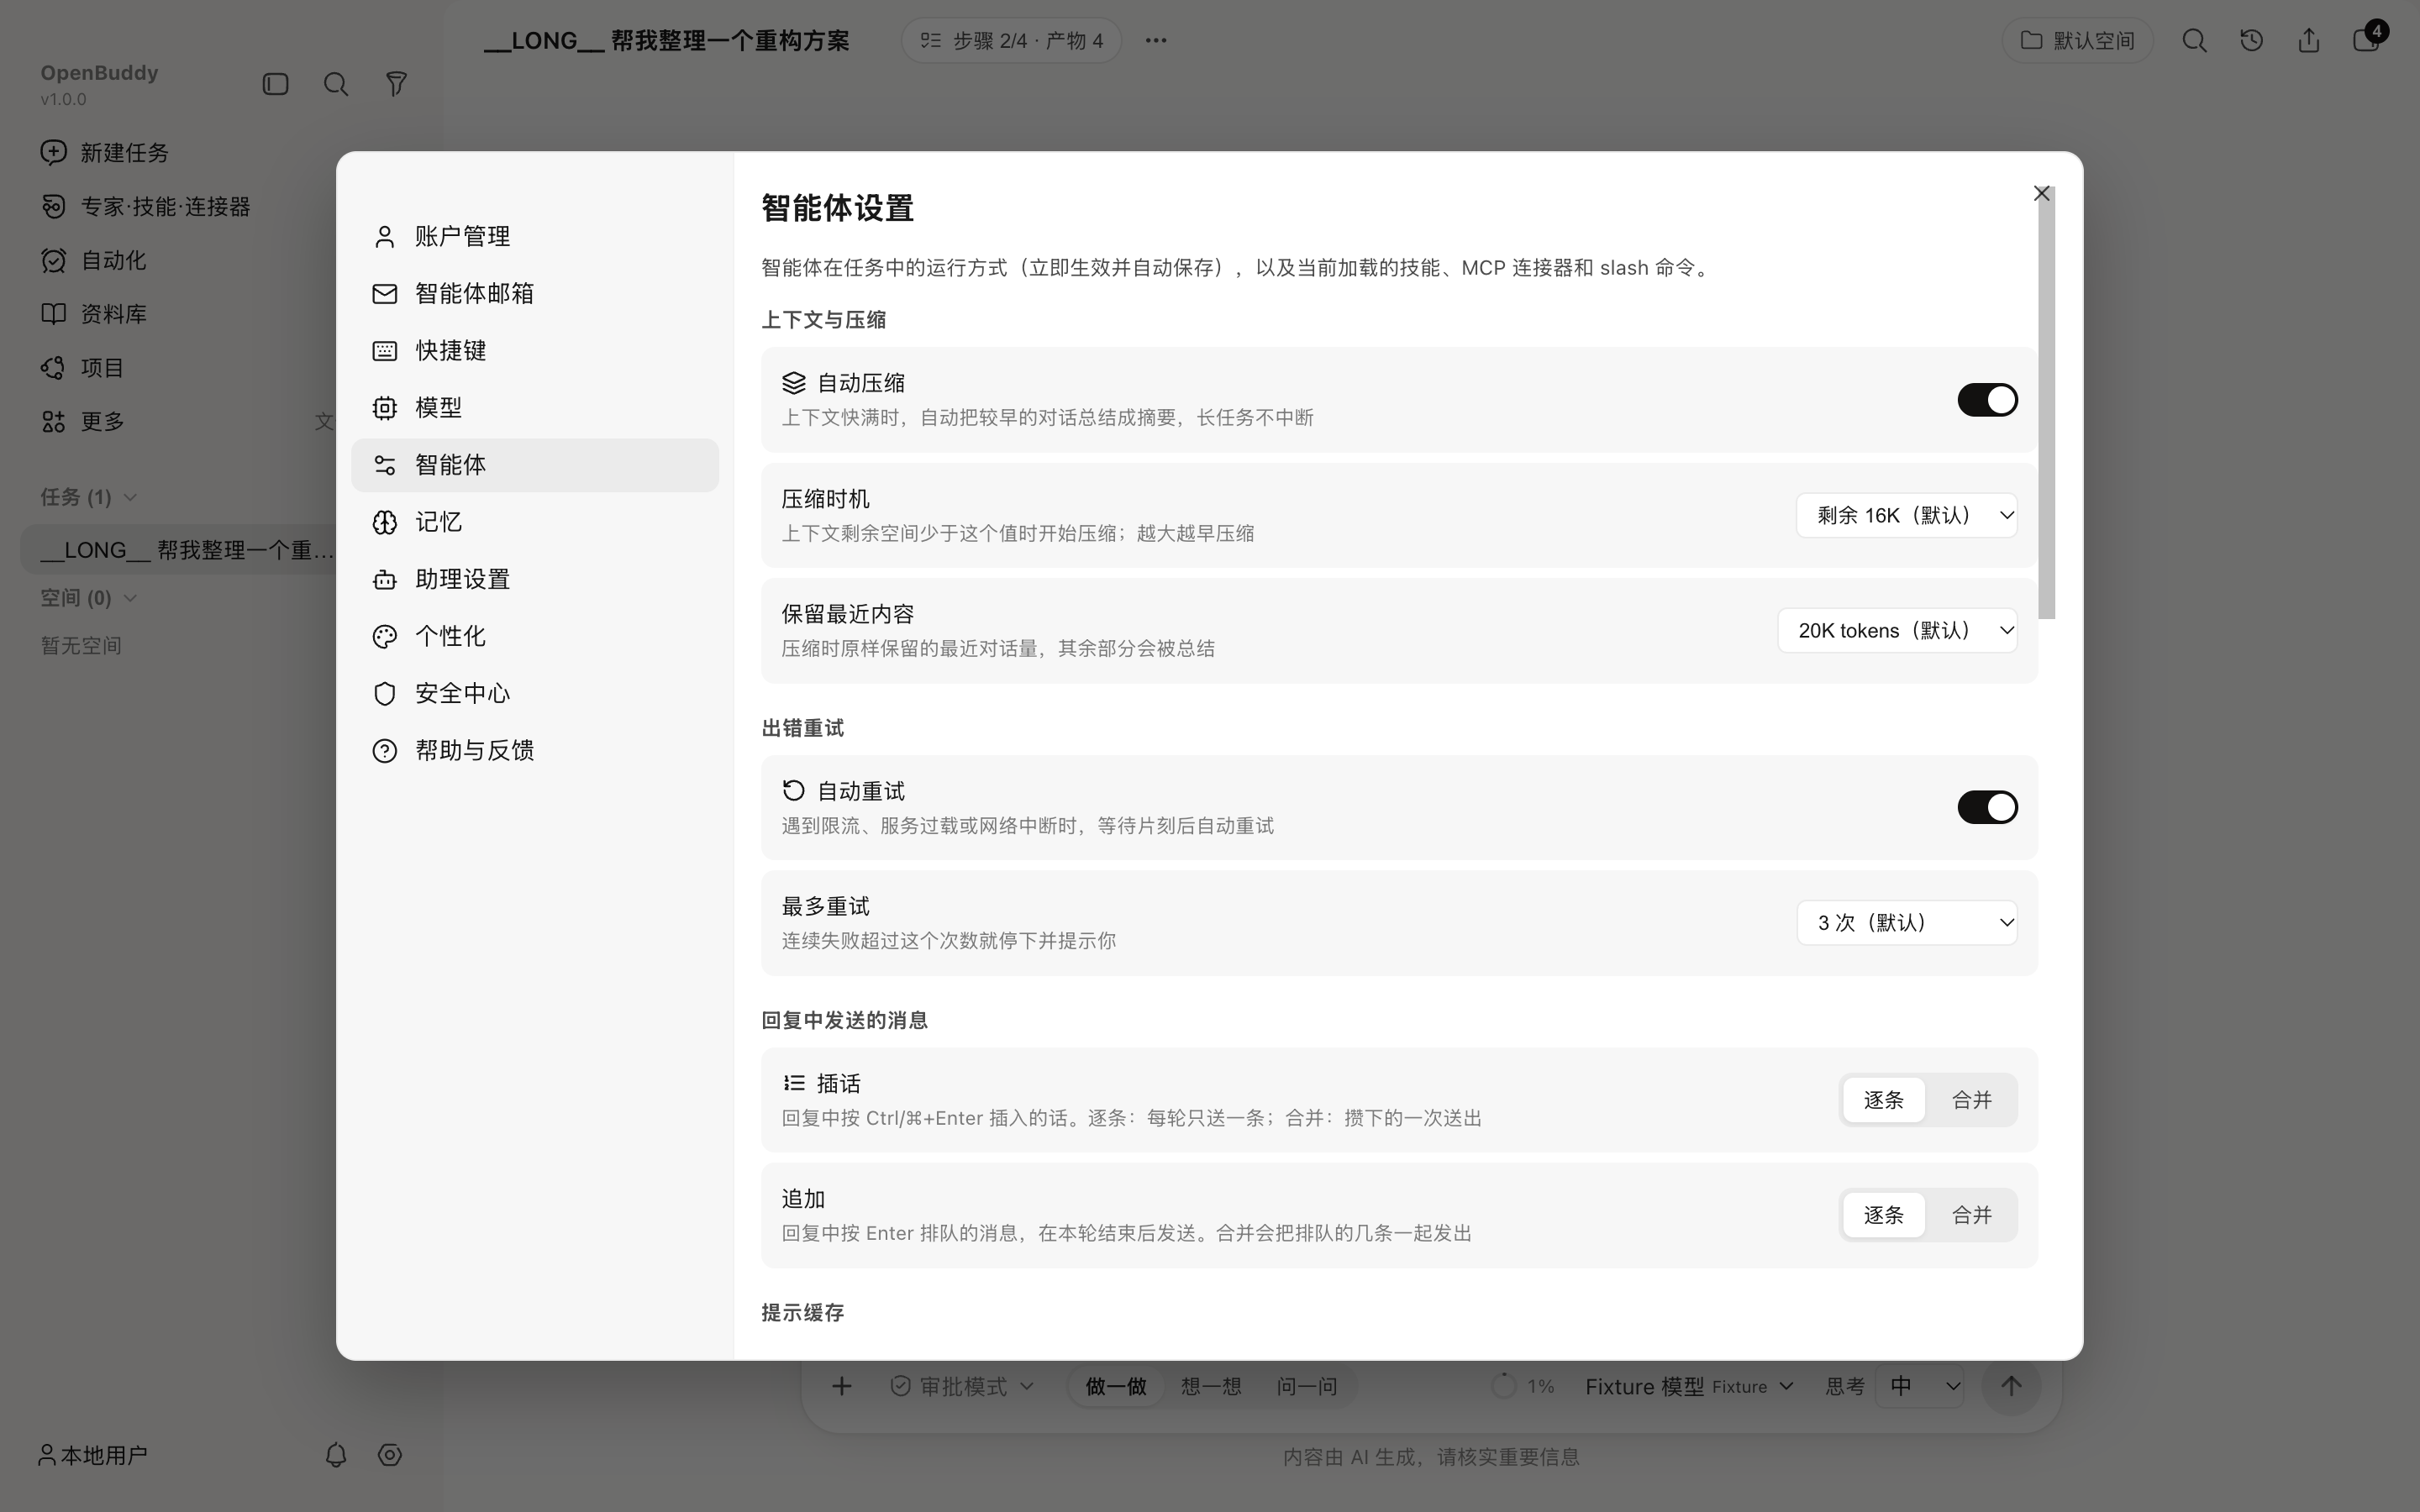 OpenBuddy
v1.0.0
新建任务
专家·技能·连接器
自动化
资料库
项目
更多
文
任务 (1)
__LONG__ 帮我整理一个重…
空间 (0)
暂无空间
本地用户
__LONG__ 帮我整理一个重构方案
步骤 2/4 · 产物 4
默认空间
4
账户管理
智能体邮箱
快捷键
模型
智能体
记忆
助理设置
个性化
安全中心
帮助与反馈
智能体设置
智能体在任务中的运行方式（立即生效并自动保存），以及当前加载的技能、MCP 连接器和 slash 命令。
上下文与压缩
自动压缩
上下文快满时，自动把较早的对话总结成摘要，长任务不中断
压缩时机
上下文剩余空间少于这个值时开始压缩；越大越早压缩
剩余 16K（默认）
保留最近内容
压缩时原样保留的最近对话量，其余部分会被总结
20K tokens（默认）
出错重试
自动重试
遇到限流、服务过载或网络中断时，等待片刻后自动重试
最多重试
连续失败超过这个次数就停下并提示你
3 次（默认）
回复中发送的消息
插话
回复中按 Ctrl/⌘+Enter 插入的话。逐条：每轮只送一条；合并：攒下的一次送出
逐条 合并
追加
回复中按 Enter 排队的消息，在本轮结束后发送。合并会把排队的几条一起发出
逐条 合并
提示缓存
审批模式 做一做 想一想 问一问 1% Fixture 模型 Fixture 思考 中
内容由 AI 生成，请核实重要信息